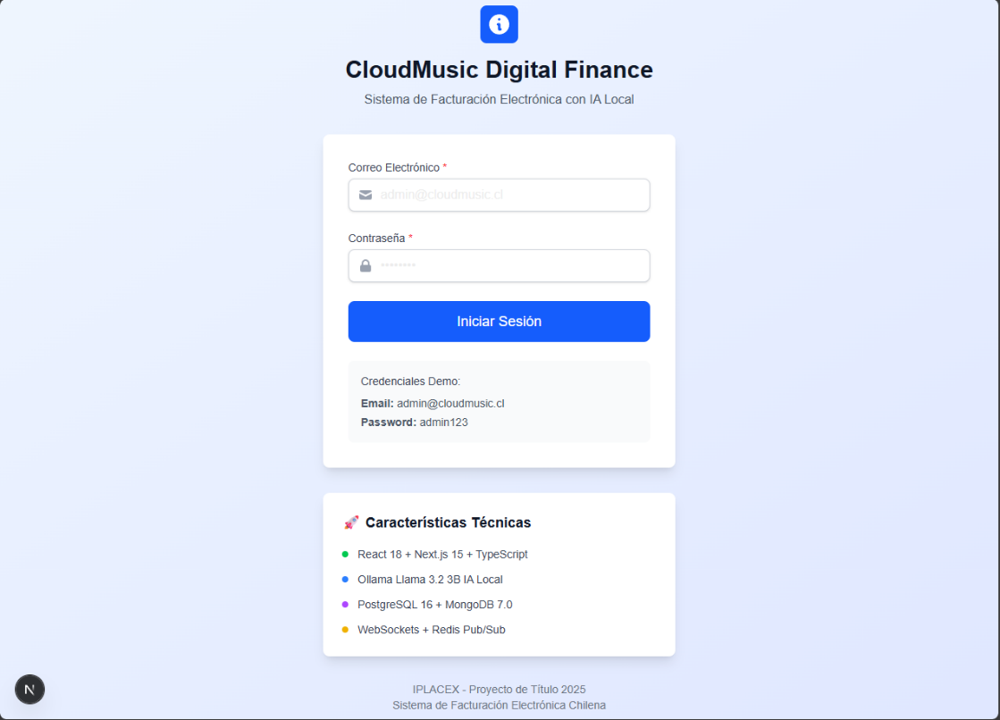 CloudMusic Digital Finance
Sistema de Facturación Electrónica con IA Local
Correo Electrónico *
admin@cloudmusic.cl
Contraseña *
••••••••
Iniciar Sesión
Credenciales Demo:
Email: admin@cloudmusic.cl
Password: admin123
🚀 Características Técnicas
React 18 + Next.js 15 + TypeScript
Ollama Llama 3.2 3B IA Local
PostgreSQL 16 + MongoDB 7.0
WebSockets + Redis Pub/Sub
N
IPLACEX - Proyecto de Título 2025
Sistema de Facturación Electrónica Chilena